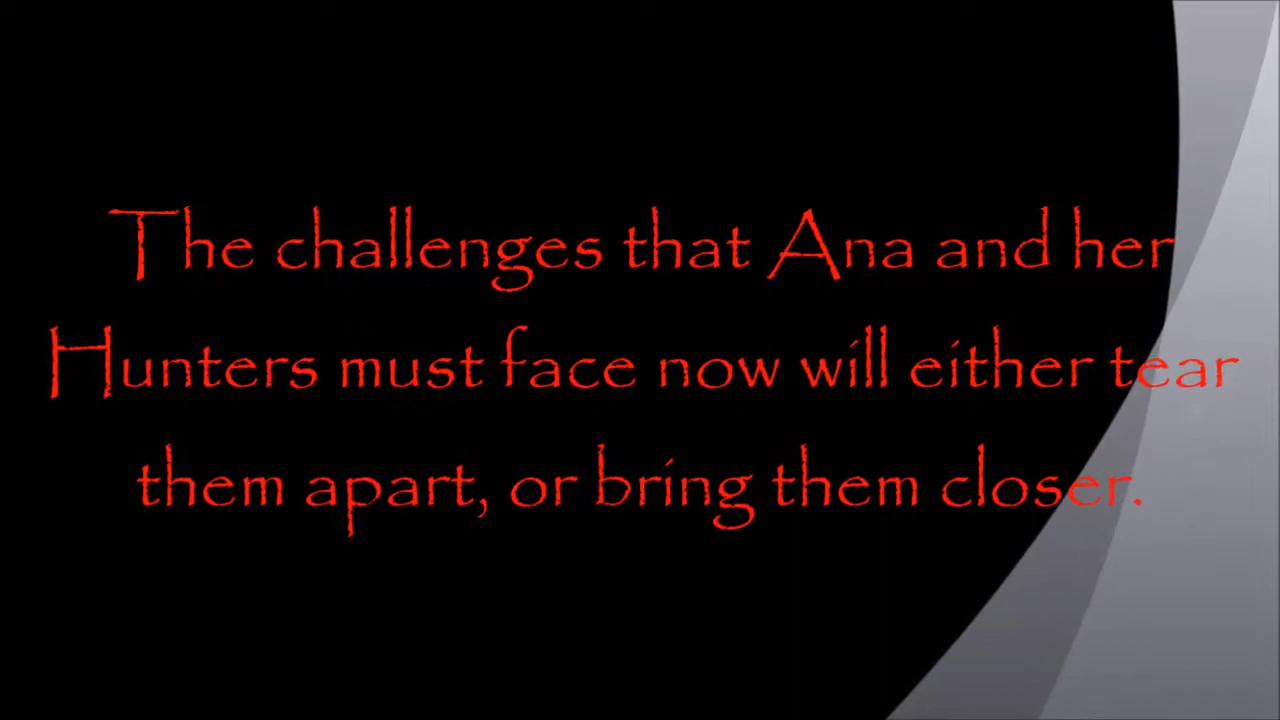 The challenges that Ana and her
Hunters must face now will either tear
them apart, or bring them closer.